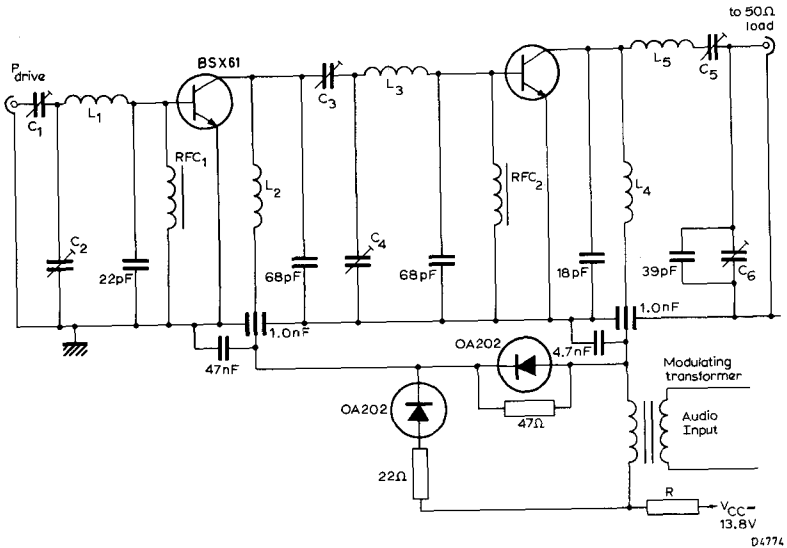 to 50Ω
load
BSX61
P drive
C1
L1
RFC1
L2
C3
L3
RFC2
L4
L5
C5
C2
22pF
68pF
C4
68pF
18pF
39pF
C6
1.0nF
1.0nF
47nF
4.7nF
OA202
OA202
47Ω
22Ω
Modulating
transformer
Audio
Input
R
VCC=
13.8V
D4774